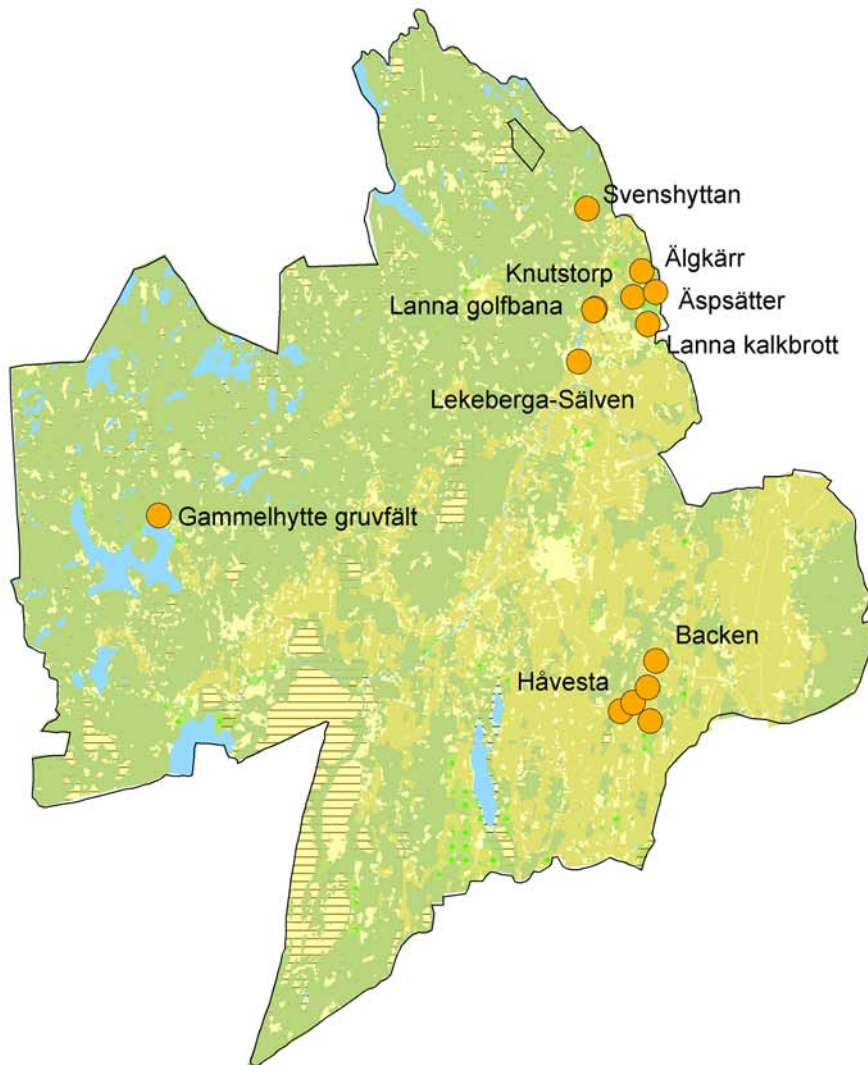 Svenshyttan
Älgkärr
Knutstorp
Äspsätter
Lanna golfbana
Lanna kalkbrott
Lekeberga-Sälven
Gammelhytte gruvfält
Backen
Håvesta